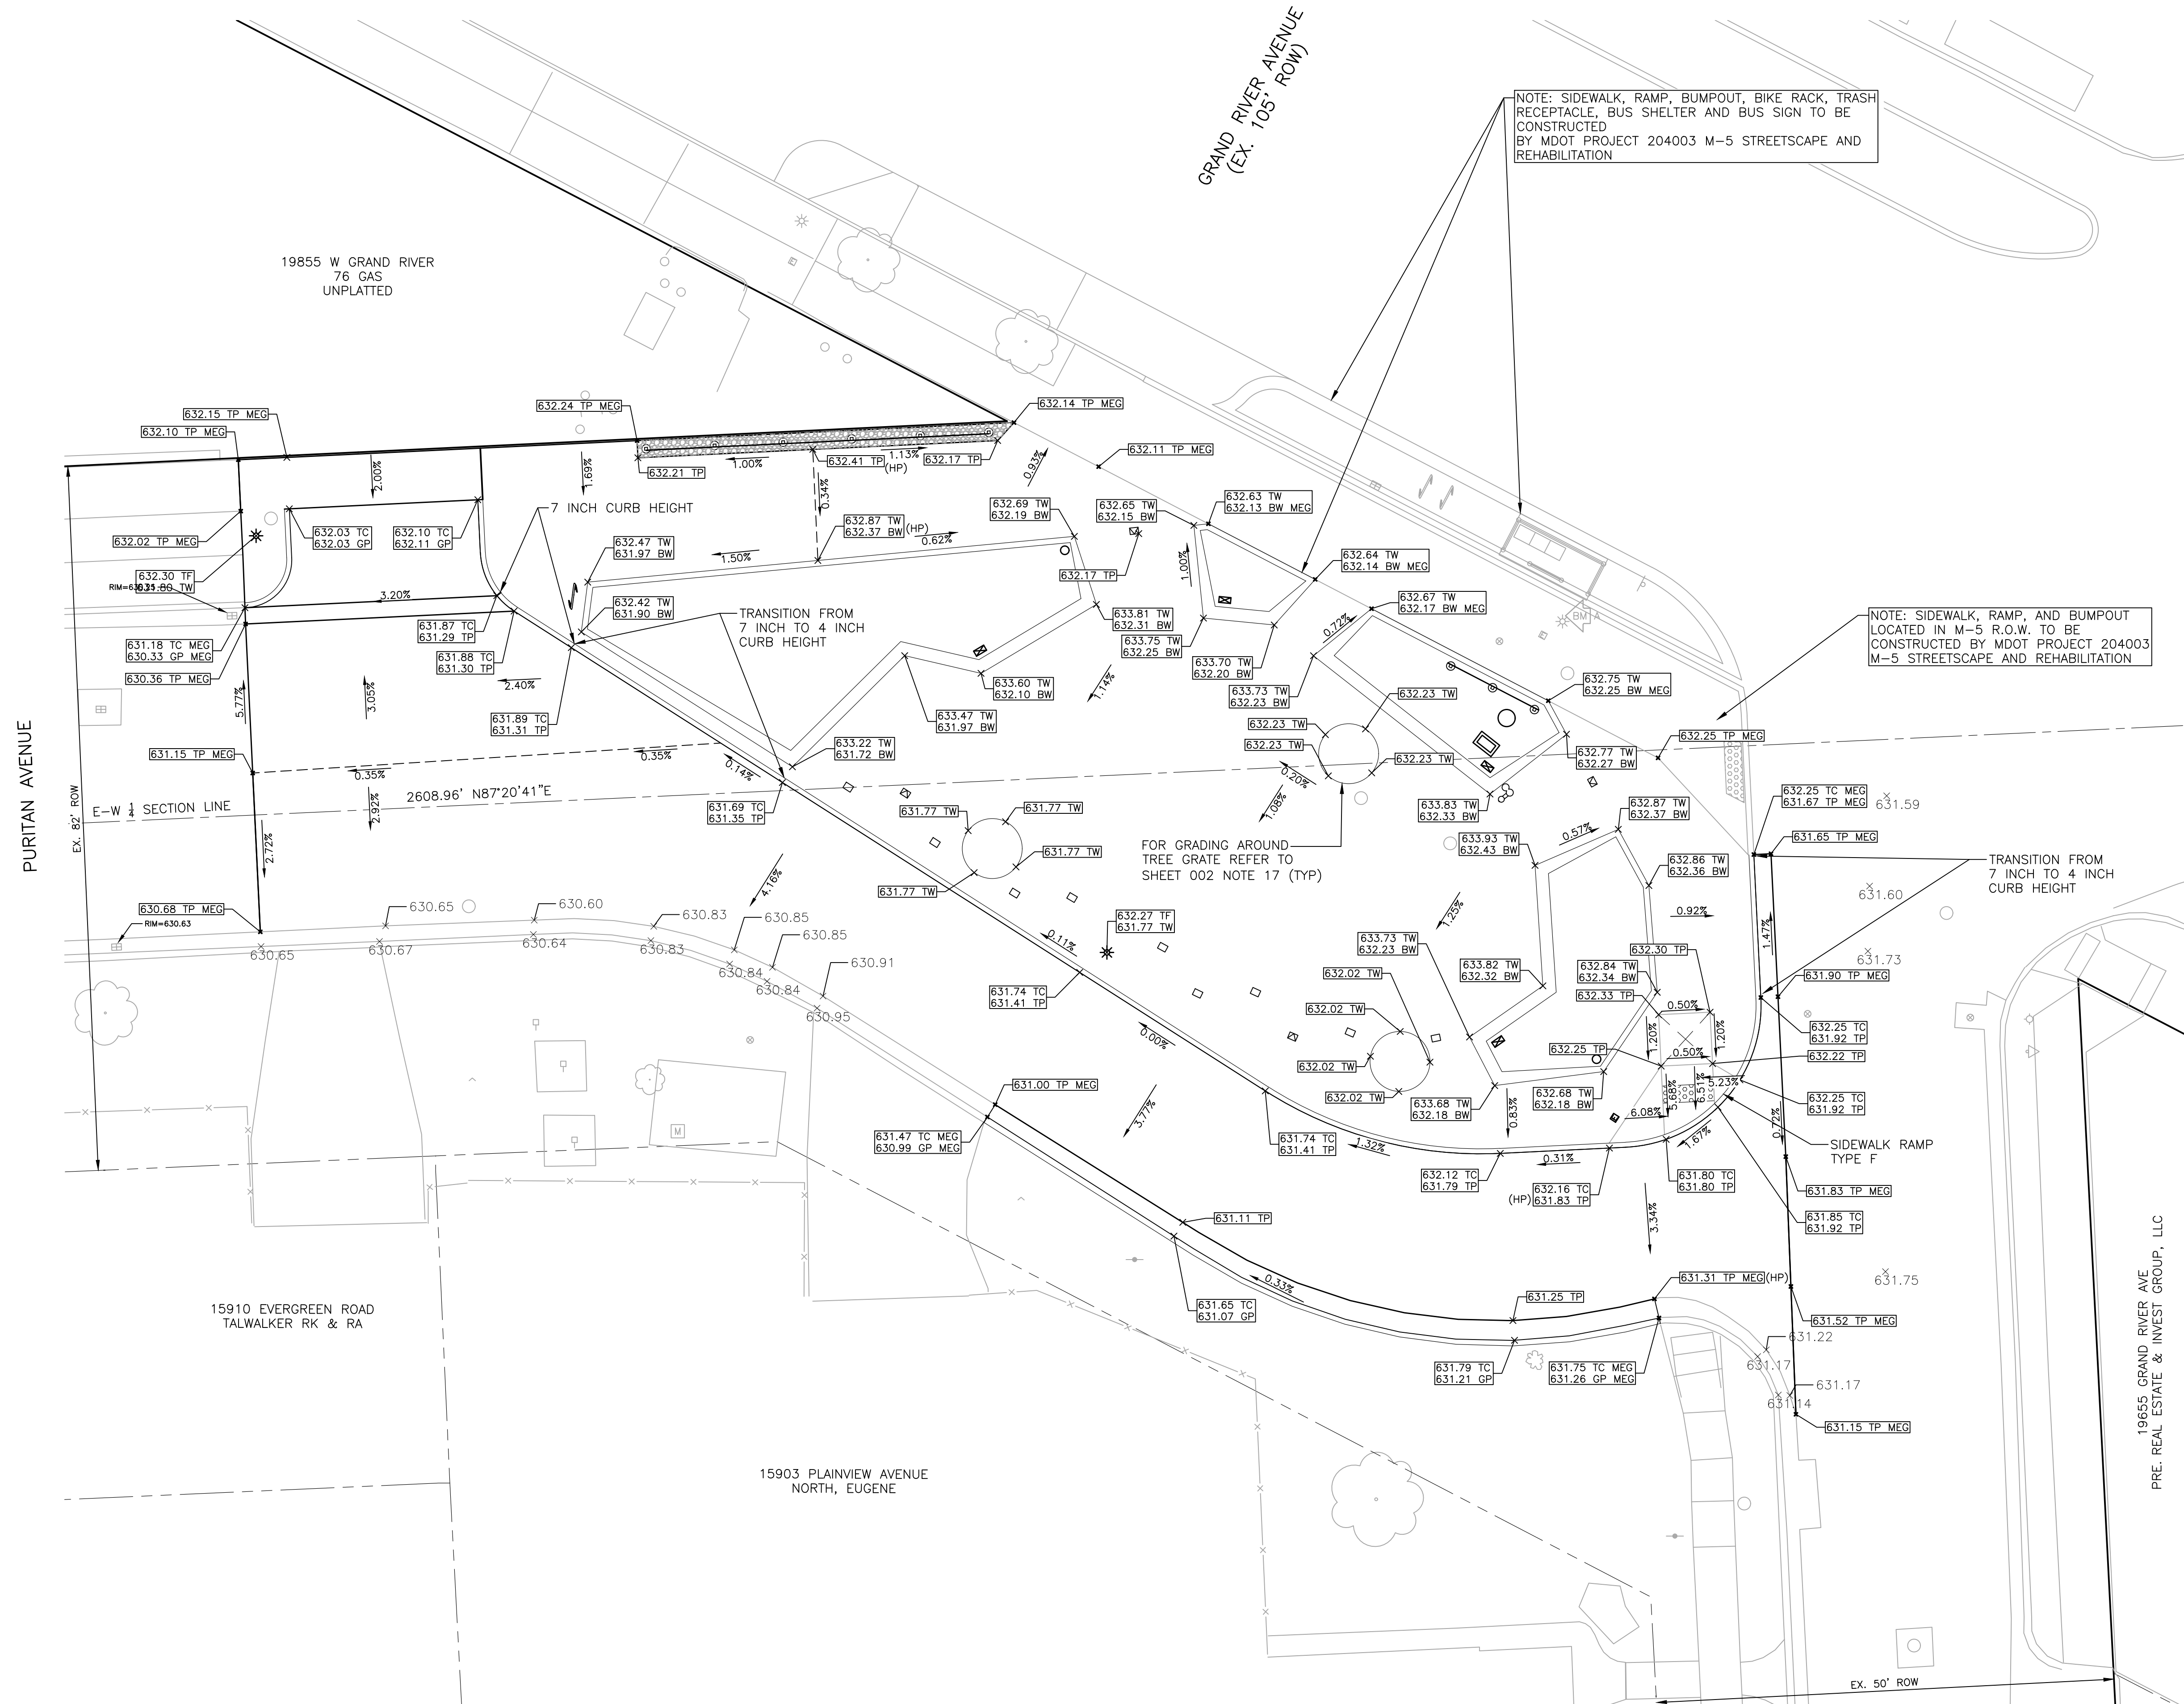 GRAND RIVER AVENUE
(EX. 105' ROW)
NOTE: SIDEWALK, RAMP, BUMPOUT, BIKE RACK, TRASH
RECEPTACLE, BUS SHELTER AND BUS SIGN TO BE
CONSTRUCTED
BY MDOT PROJECT 204003 M-5 STREETSCAPE AND
REHABILITATION
19855 W GRAND RIVER
76 GAS
UNPLATTED
632.15 TP MEG
632.10 TP MEG
632.24 TP MEG
632.14 TP MEG
632.11 TP MEG
2.00%
1.69%
632.21 TP
1.00%
632.41 TP
(HP)
1.13%
632.17 TP
0.93%
0.34%
7 INCH CURB HEIGHT
632.02 TP MEG
632.03 TC
632.03 GP
632.10 TC
632.11 GP
632.30 TF
631.80 TW
3.20%
632.47 TW
631.97 BW
1.50%
632.87 TW
632.37 BW
(HP)
0.62%
632.69 TW
632.19 BW
632.65 TW
632.15 BW
632.63 TW
632.13 BW MEG
632.17 TP
1.00%
632.64 TW
632.14 BW MEG
632.67 TW
632.17 BW MEG
BM A
NOTE: SIDEWALK, RAMP, AND BUMPOUT
LOCATED IN M-5 R.O.W. TO BE
CONSTRUCTED BY MDOT PROJECT 204003
M-5 STREETSCAPE AND REHABILITATION
631.18 TC MEG
630.33 GP MEG
630.36 TP MEG
631.87 TC
631.29 TP
631.88 TC
631.30 TP
632.42 TW
631.90 BW
TRANSITION FROM
7 INCH TO 4 INCH
CURB HEIGHT
633.81 TW
632.31 BW
633.75 TW
632.25 BW
633.70 TW
632.20 BW
0.72%
5.77%
3.05%
2.40%
631.89 TC
631.31 TP
633.60 TW
632.10 BW
1.14%
633.47 TW
631.97 BW
633.73 TW
632.23 BW
632.23 TW
632.23 TW
632.23 TW
632.23 TW
632.75 TW
632.25 BW MEG
632.25 TP MEG
632.77 TW
632.27 BW
PURITAN AVENUE
EX. 82' ROW
631.15 TP MEG
0.35%
0.35%
0.14%
633.22 TW
631.72 BW
0.20%
1.08%
E-W 1/4 SECTION LINE
2608.96' N87°20'41"E
2.92%
2.72%
631.69 TC
631.35 TP
631.77 TW
631.77 TW
631.77 TW
631.77 TW
633.83 TW
632.33 BW
FOR GRADING AROUND
TREE GRATE REFER TO
SHEET 002 NOTE 17 (TYP)
633.93 TW
632.43 BW
0.57%
632.87 TW
632.37 BW
632.86 TW
632.36 BW
632.25 TC MEG
631.67 TP MEG
631.59
631.65 TP MEG
TRANSITION FROM
7 INCH TO 4 INCH
CURB HEIGHT
631.60
4.16%
630.68 TP MEG
RIM=630.63
630.65
630.60
630.83
630.85
630.85
630.91
630.65
630.67
630.64
630.83
630.84
630.84
630.95
632.27 TF
631.77 TW
0.11%
631.74 TC
631.41 TP
1.25%
633.73 TW
632.23 BW
0.92%
632.30 TP
1.47%
631.73
631.90 TP MEG
633.82 TW
632.32 BW
632.84 TW
632.34 BW
632.33 TP
0.50%
1.20%
1.20%
632.02 TW
632.02 TW
632.02 TW
632.02 TW
632.25 TP
0.50%
632.25 TC
631.92 TP
632.22 TP
0.00%
5.68%
6.51%
5.23%
632.25 TC
631.92 TP
633.68 TW
632.18 BW
632.68 TW
632.18 BW
0.83%
6.08%
1.67%
0.72%
631.00 TP MEG
3.77%
631.47 TC MEG
630.99 GP MEG
631.74 TC
631.41 TP
1.32%
0.31%
SIDEWALK RAMP
TYPE F
632.12 TC
631.79 TP
(HP)
632.16 TC
631.83 TP
631.80 TC
631.80 TP
631.83 TP MEG
631.85 TC
631.92 TP
631.11 TP
3.34%
0.33%
631.31 TP MEG
(HP)
631.75
631.65 TC
631.07 GP
631.25 TP
631.52 TP MEG
631.22
631.17
631.17
631.14
631.15 TP MEG
631.79 TC
631.21 GP
631.75 TC MEG
631.26 GP MEG
M
15910 EVERGREEN ROAD
TALWALKER RK & RA
15903 PLAINVIEW AVENUE
NORTH, EUGENE
19655 GRAND RIVER AVE
PRE. REAL ESTATE & INVEST GROUP, LLC
EX. 50' ROW